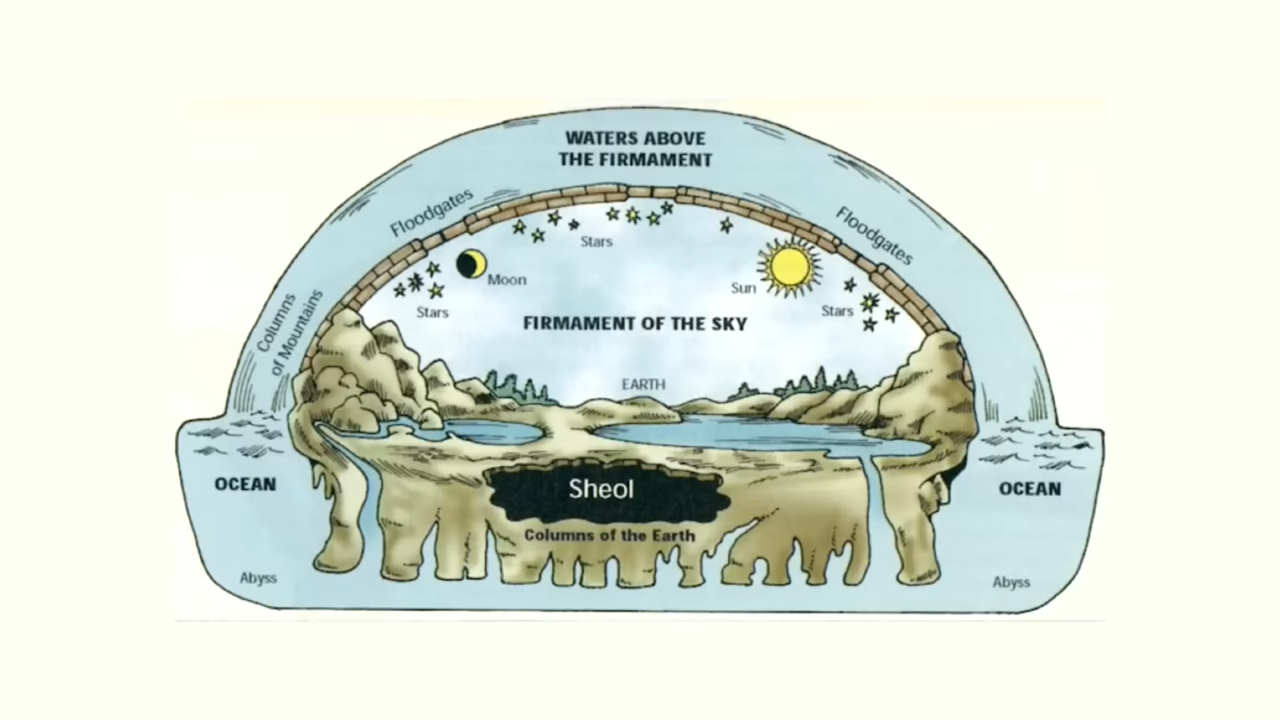 WATERS ABOVE
THE FIRMAMENT
Floodgates
Floodgates
Stars
Moon
Sun
Stars
Stars
Columns
of Mountains
FIRMAMENT OF THE SKY
EARTH
OCEAN
Sheol
OCEAN
Columns of the Earth
Abyss
Abyss